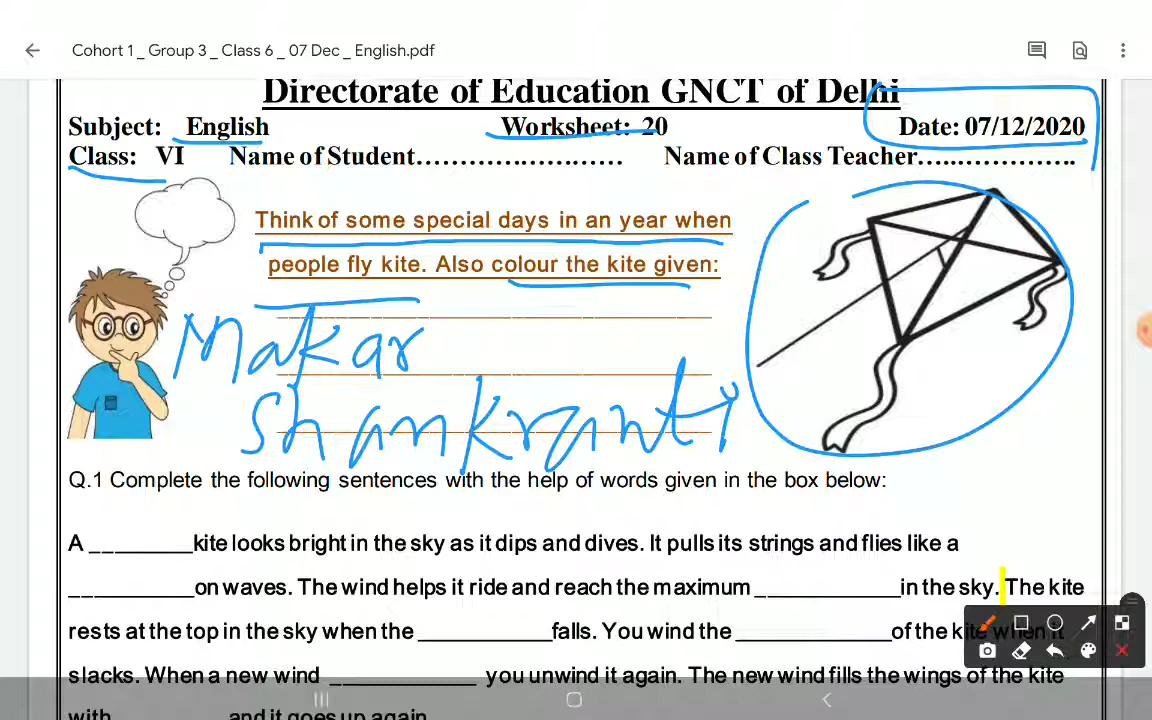 Cohort 1 _ Group 3 _ Class 6 _ 07 Dec _ English.pdf
Directorate of Education GNCT of Delhi
Subject: English Worksheet: 20 Date: 07/12/2020
Class: VI Name of Student........................... Name of Class Teacher....................
Think of some special days in an year when
people fly kite. Also colour the kite given:
Makar
Shankranti
Q.1 Complete the following sentences with the help of words given in the box below:
A __________kite looks bright in the sky as it dips and dives. It pulls its strings and flies like a
____________on waves. The wind helps it ride and reach the maximum ______________in the sky. The kite
rests at the top in the sky when the _____________falls. You wind the _______________of the kite when it
slacks. When a new wind ______________ you unwind it again. The new wind fills the wings of the kite
with ___________ and it goes up again